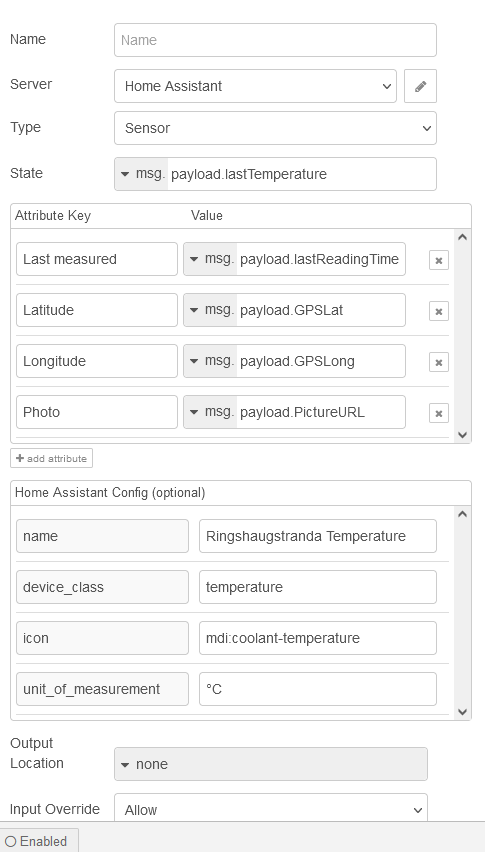 Name Name
Server Home Assistant
Type Sensor
State msg. payload.lastTemperature
Attribute Key Value
Last measured msg. payload.lastReadingTime
Latitude msg. payload.GPSLat
Longitude msg. payload.GPSLong
Photo msg. payload.PictureURL
+ add attribute
Home Assistant Config (optional)
name Ringshaugstranda Temperature
device_class temperature
icon mdi:coolant-temperature
unit_of_measurement °C
Output
Location none
Input Override Allow
Enabled